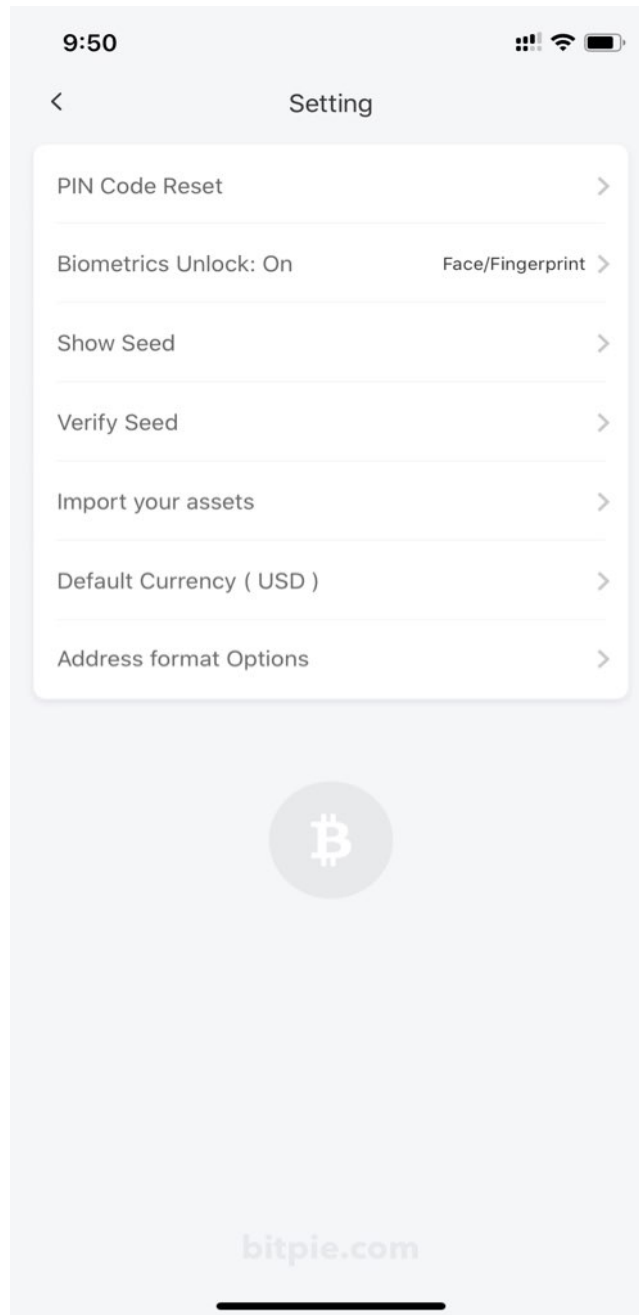 9:50
Setting
PIN Code Reset
Biometrics Unlock: On Face/Fingerprint
Show Seed
Verify Seed
Import your assets
Default Currency ( USD )
Address format Options
bitpie.com